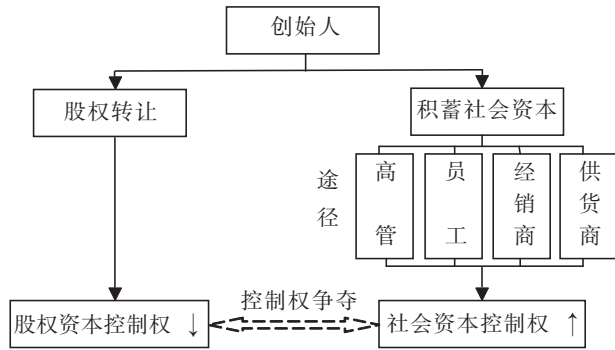 创始人
股权转让
积蓄社会资本
途径
高管
员工
经销商
供货商
控制权争夺
股权资本控制权 ↓
社会资本控制权 ↑